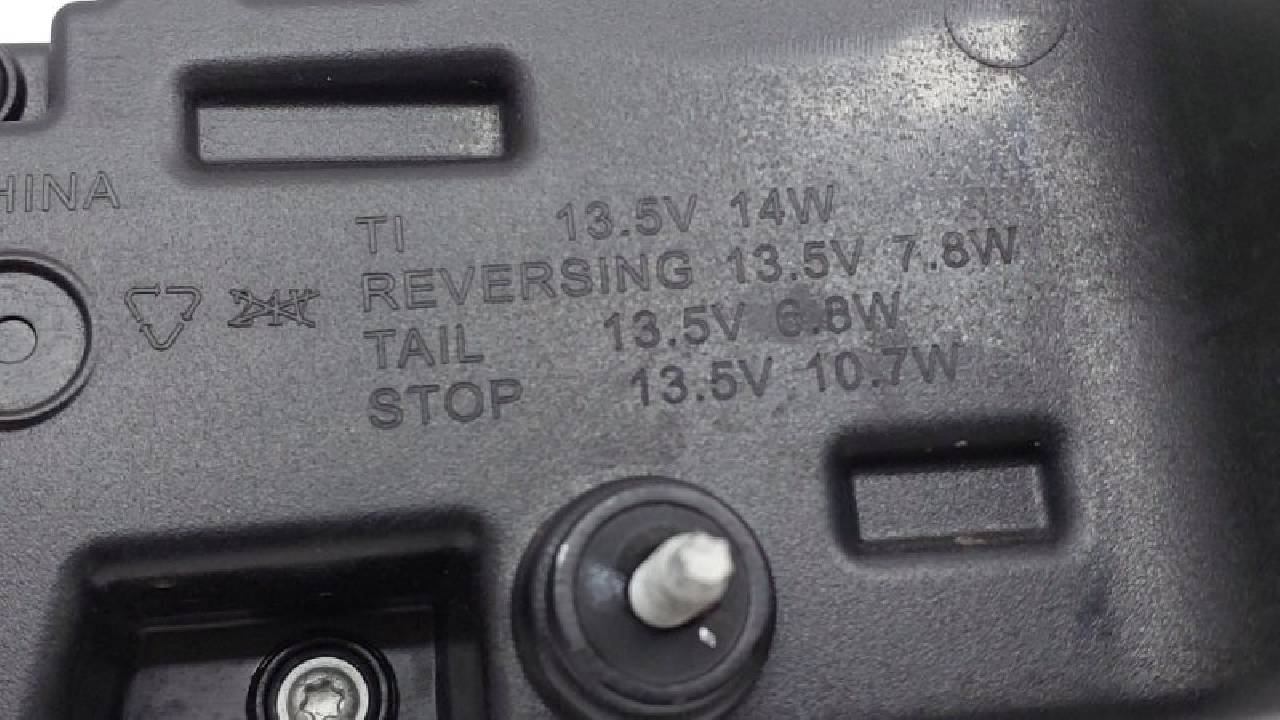 HINA
TI 13.5V 14W
REVERSING 13.5V 7.8W
TAIL 13.5V 6.8W
STOP 13.5V 10.7W